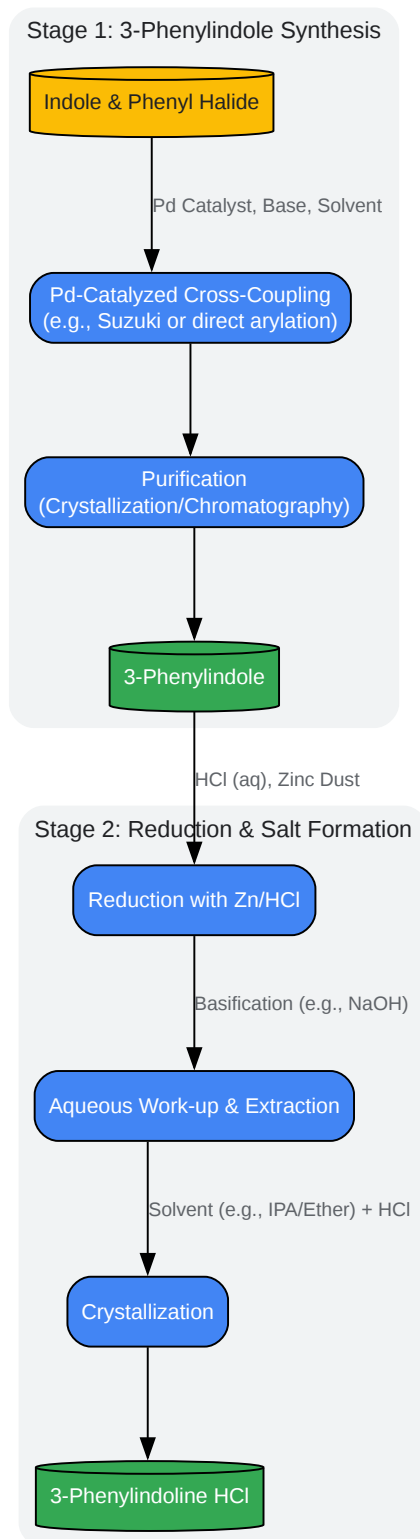 Stage 1: 3-Phenylindole Synthesis
Indole & Phenyl Halide
Pd Catalyst, Base, Solvent
Pd-Catalyzed Cross-Coupling
(e.g., Suzuki or direct arylation)
Purification
(Crystallization/Chromatography)
3-Phenylindole
HCl (aq), Zinc Dust
Stage 2: Reduction & Salt Formation
Reduction with Zn/HCl
Basification (e.g., NaOH)
Aqueous Work-up & Extraction
Solvent (e.g., IPA/Ether) + HCl
Crystallization
3-Phenylindoline HCl